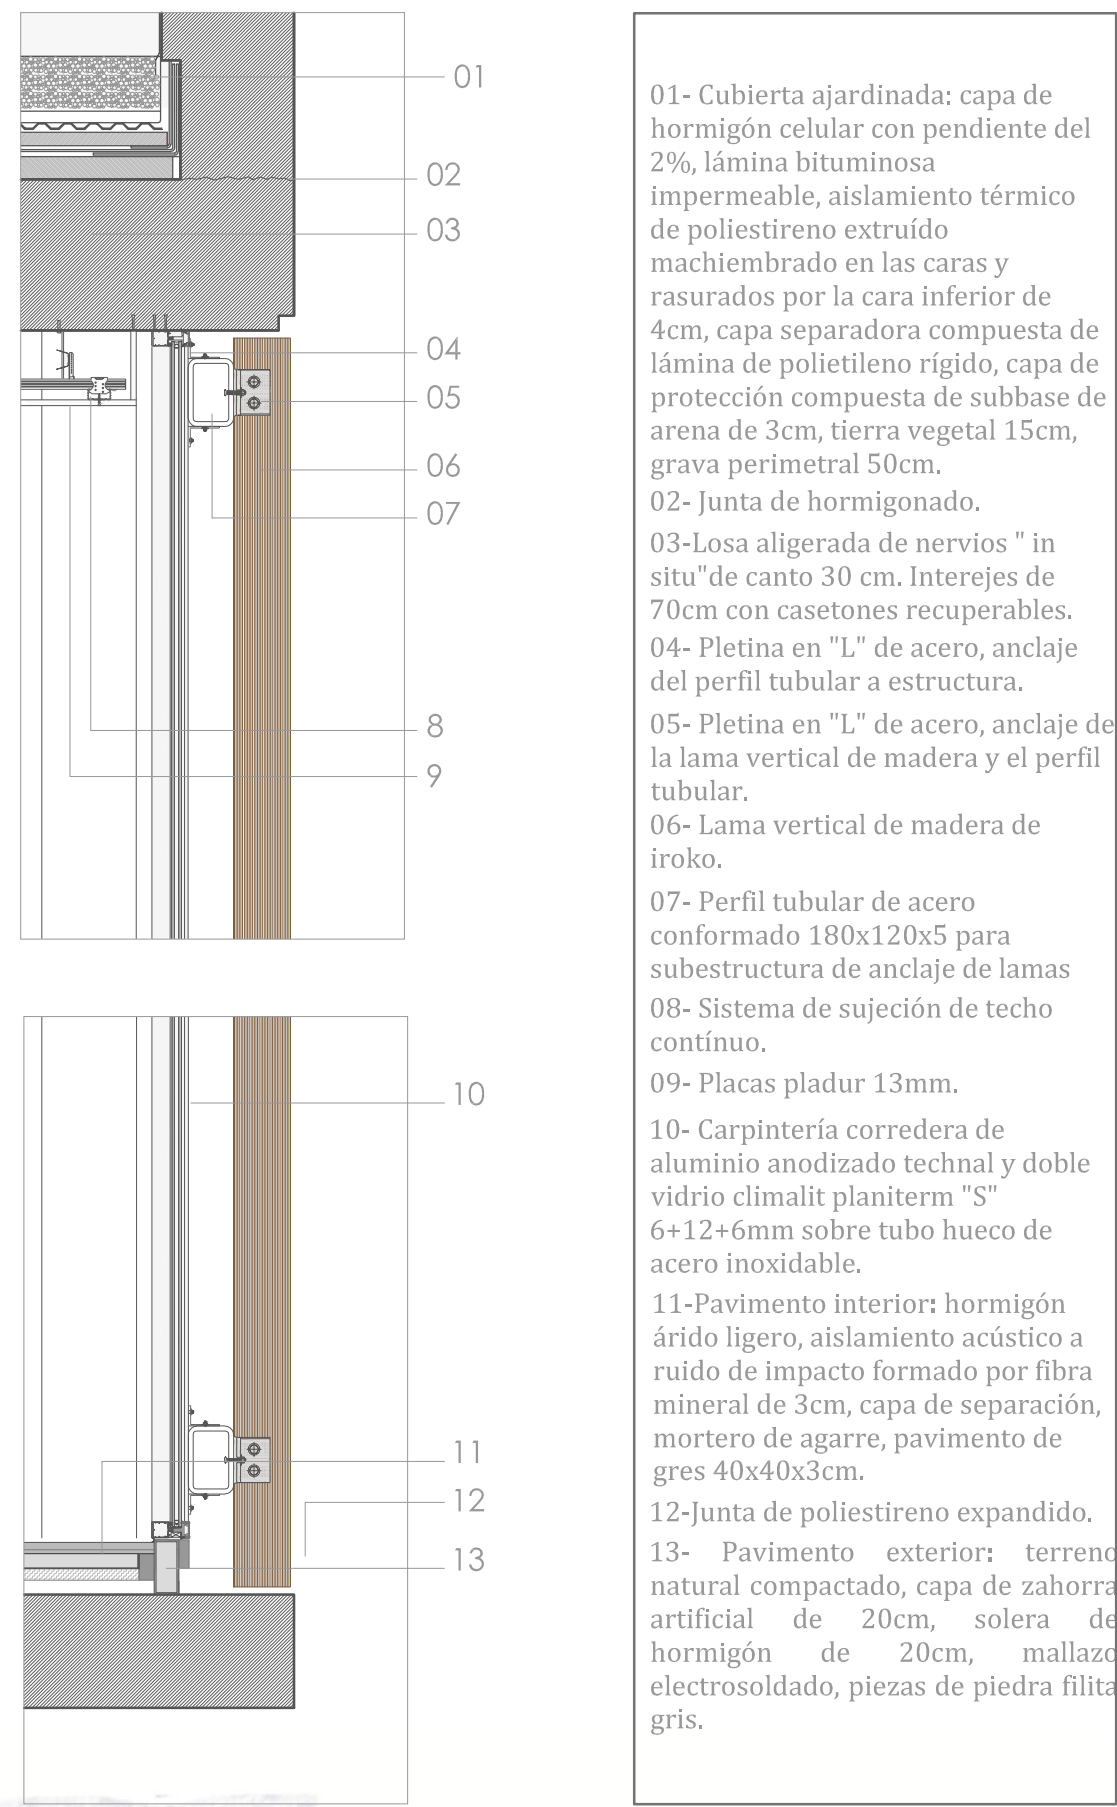 01
02
03
04
05
06
07
8
9
10
11
12
13
01- Cubierta ajardinada: capa de
hormigón celular con pendiente del
2%, lámina bituminosa
impermeable, aislamiento térmico
de poliestireno extruído
machiembrado en las caras y
rasurados por la cara inferior de
4cm, capa separadora compuesta de
lámina de polietileno rígido, capa de
protección compuesta de subbase de
arena de 3cm, tierra vegetal 15cm,
grava perimetral 50cm.
02- Junta de hormigonado.
03-Losa aligerada de nervios " in
situ"de canto 30 cm. Interejes de
70cm con casetones recuperables.
04- Pletina en "L" de acero, anclaje
del perfil tubular a estructura.
05- Pletina en "L" de acero, anclaje de
la lama vertical de madera y el perfil
tubular.
06- Lama vertical de madera de
iroko.
07- Perfil tubular de acero
conformado 180x120x5 para
subestructura de anclaje de lamas
08- Sistema de sujeción de techo
contínuo.
09- Placas pladur 13mm.
10- Carpintería corredera de
aluminio anodizado technal y doble
vidrio climalit planiterm "S"
6+12+6mm sobre tubo hueco de
acero inoxidable.
11-Pavimento interior: hormigón
árido ligero, aislamiento acústico a
ruido de impacto formado por fibra
mineral de 3cm, capa de separación,
mortero de agarre, pavimento de
gres 40x40x3cm.
12-Junta de poliestireno expandido.
13- Pavimento exterior: terreno
natural compactado, capa de zahorra
artificial de 20cm, solera de
hormigón de 20cm, mallazo
electrosoldado, piezas de piedra filita
gris.